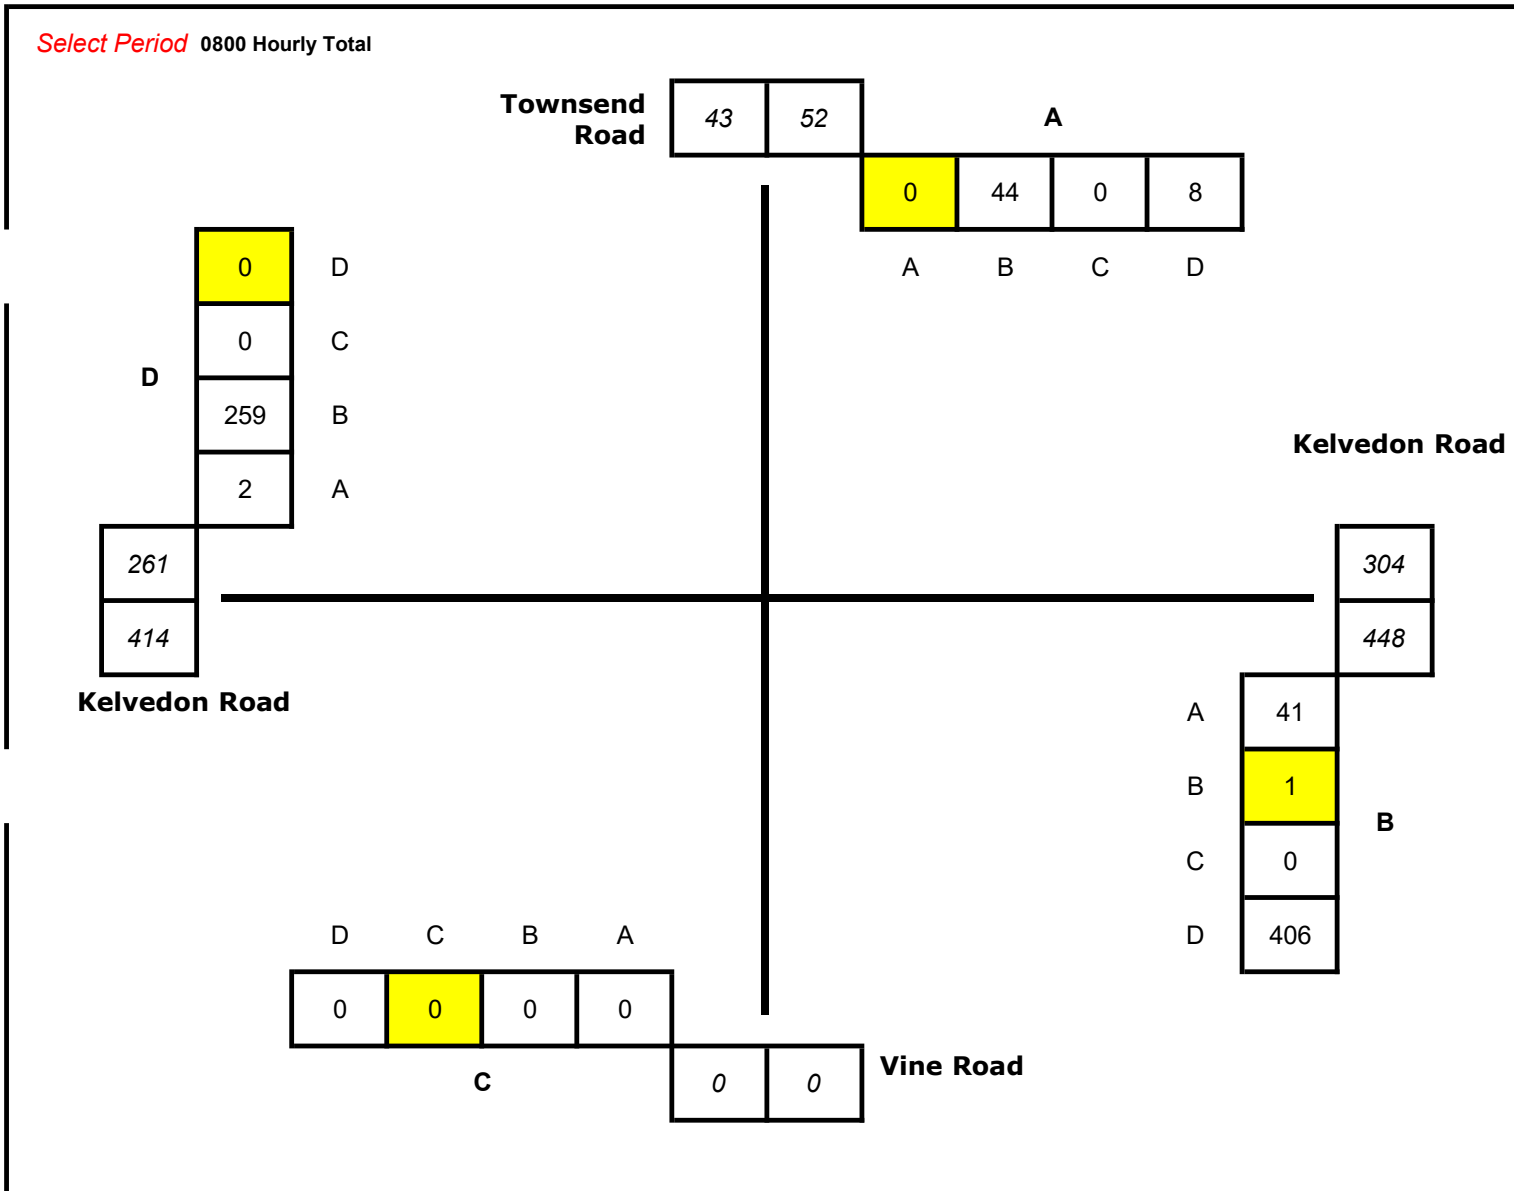 Select Period 0800 Hourly Total
Townsend
Road
43 52
A
0 44 0 8
A B C D
0 D
0 C
D
259 B
2 A
Kelvedon Road
261
414
Kelvedon Road
304
448
A 41
B 1
B
C 0
D 406
D C B A
0 0 0 0
C
0 0
Vine Road